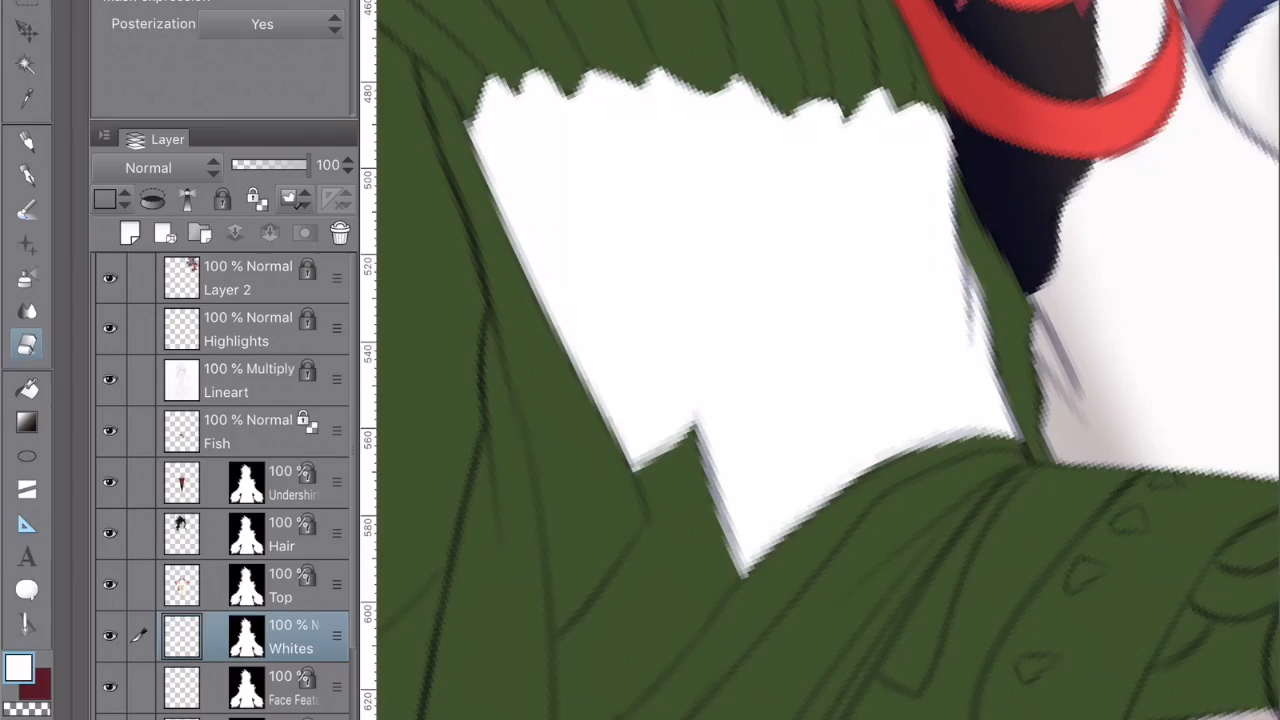 Posterization Yes
Layer
Normal 100
100 % Normal
Layer 2
100 % Normal
Highlights
100 % Multiply
Lineart
100 % Normal
Fish
100 %
Undershir
100 %
Hair
100 %
Top
100 % N
Whites
100 %
Face Feat
460
480
500
520
540
560
580
600
620
A